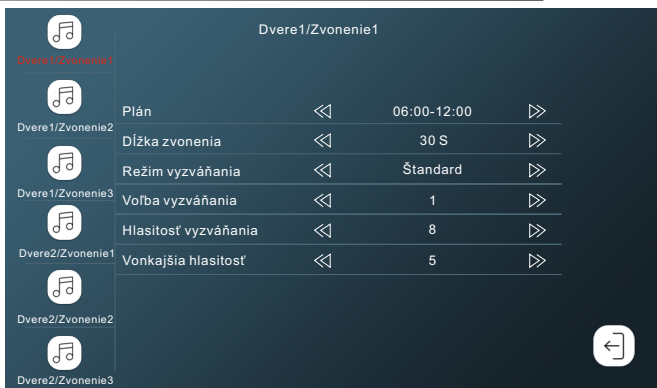 Dvere1/Zvonenie1
Dvere1/Zvonenie1
Dvere1/Zvonenie2
Dvere1/Zvonenie3
Dvere2/Zvonenie1
Dvere2/Zvonenie2
Dvere2/Zvonenie3
Plán 06:00-12:00
Dĺžka zvonenia 30 S
Režim vyzváňania Štandard
Voľba vyzváňania 1
Hlasitosť vyzváňania 8
Vonkajšia hlasitosť 5